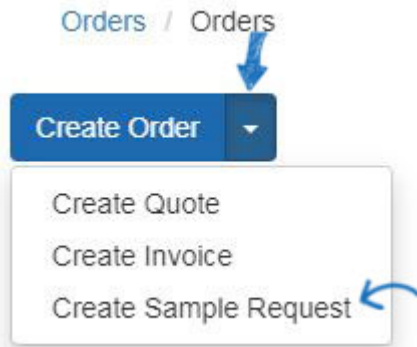 Orders / Orders
Create Order
Create Quote
Create Invoice
Create Sample Request